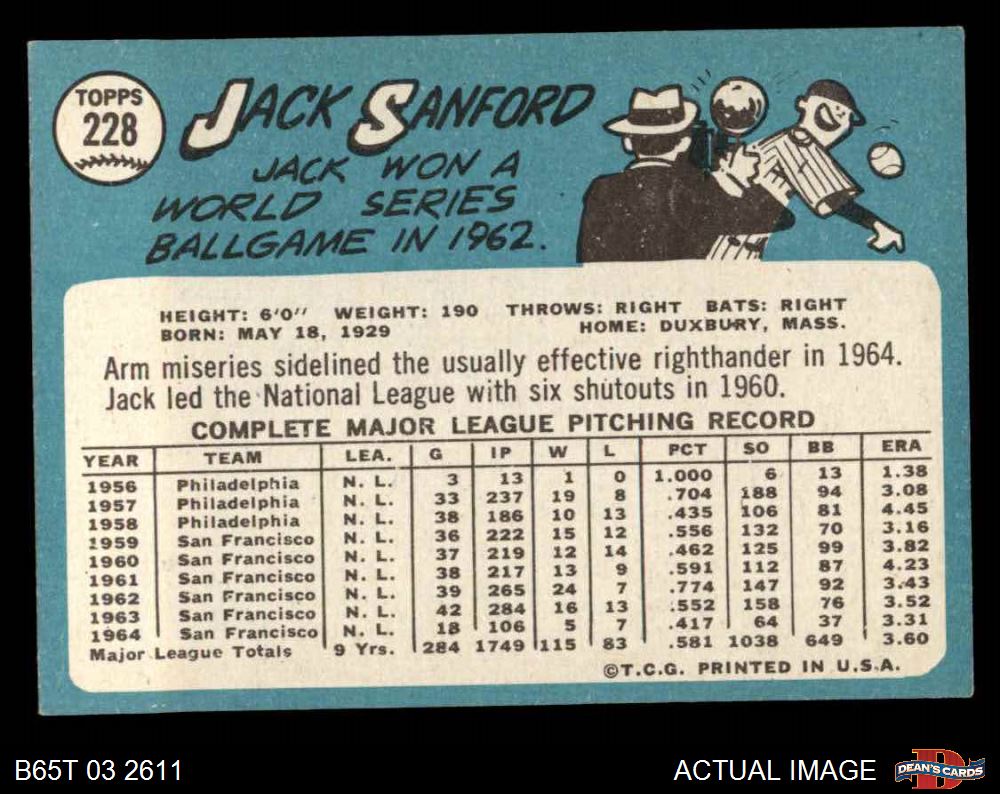 TOPPS
228
JACK SANFORD
JACK WON A
WORLD SERIES
BALLGAME IN 1962.
HEIGHT: 6'0" WEIGHT: 190 THROWS: RIGHT BATS: RIGHT
BORN: MAY 18, 1929 HOME: DUXBURY, MASS.
Arm miseries sidelined the usually effective righthander in 1964.
Jack led the National League with six shutouts in 1960.
COMPLETE MAJOR LEAGUE PITCHING RECORD
YEAR TEAM LEA. G IP W L PCT SO BB ERA
1956 Philadelphia N. L. 3 13 1 0 1.000 6 13 1.38
1957 Philadelphia N. L. 33 237 19 8 .704 188 94 3.08
1958 Philadelphia N. L. 38 186 10 13 .435 106 81 4.45
1959 San Francisco N. L. 36 222 15 12 .556 132 70 3.16
1960 San Francisco N. L. 37 219 12 14 .462 125 99 3.82
1961 San Francisco N. L. 38 217 13 9 .591 112 87 4.23
1962 San Francisco N. L. 39 265 24 7 .774 147 92 3.43
1963 San Francisco N. L. 42 284 16 13 .552 158 76 3.52
1964 San Francisco N. L. 18 106 5 7 .417 64 37 3.31
Major League Totals 9 Yrs. 284 1749 115 83 .581 1038 649 3.60
©T.C.G. PRINTED IN U.S.A.
B65T 03 2611 ACTUAL IMAGE DEAN'S CARDS